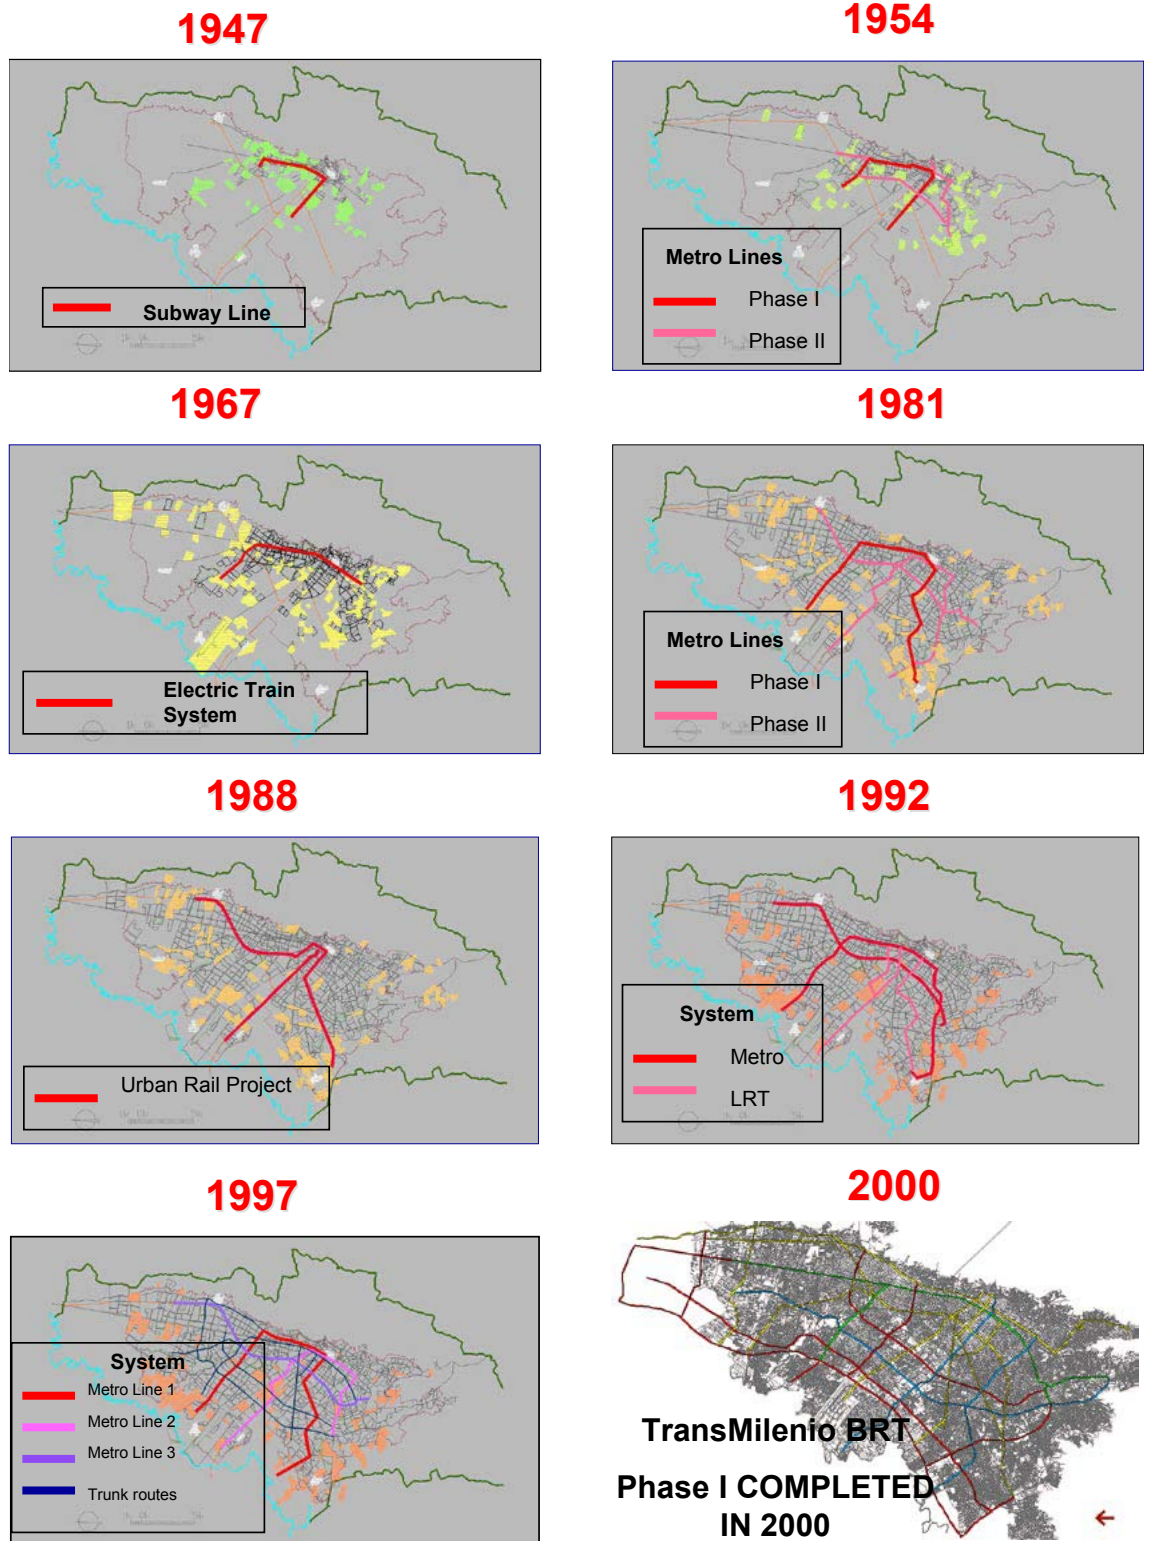 1947
Subway Line
1954
Metro Lines
Phase I
Phase II
1967
Electric Train
System
1981
Metro Lines
Phase I
Phase II
1988
Urban Rail Project
1992
System
Metro
LRT
1997
System
Metro Line 1
Metro Line 2
Metro Line 3
Trunk routes
2000
TransMilenio BRT
Phase I COMPLETED
IN 2000